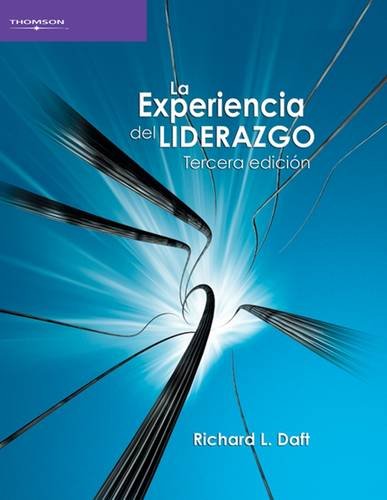 THOMSON
La
Experiencia
del LIDERAZGO
Tercera edición
Richard L. Daft